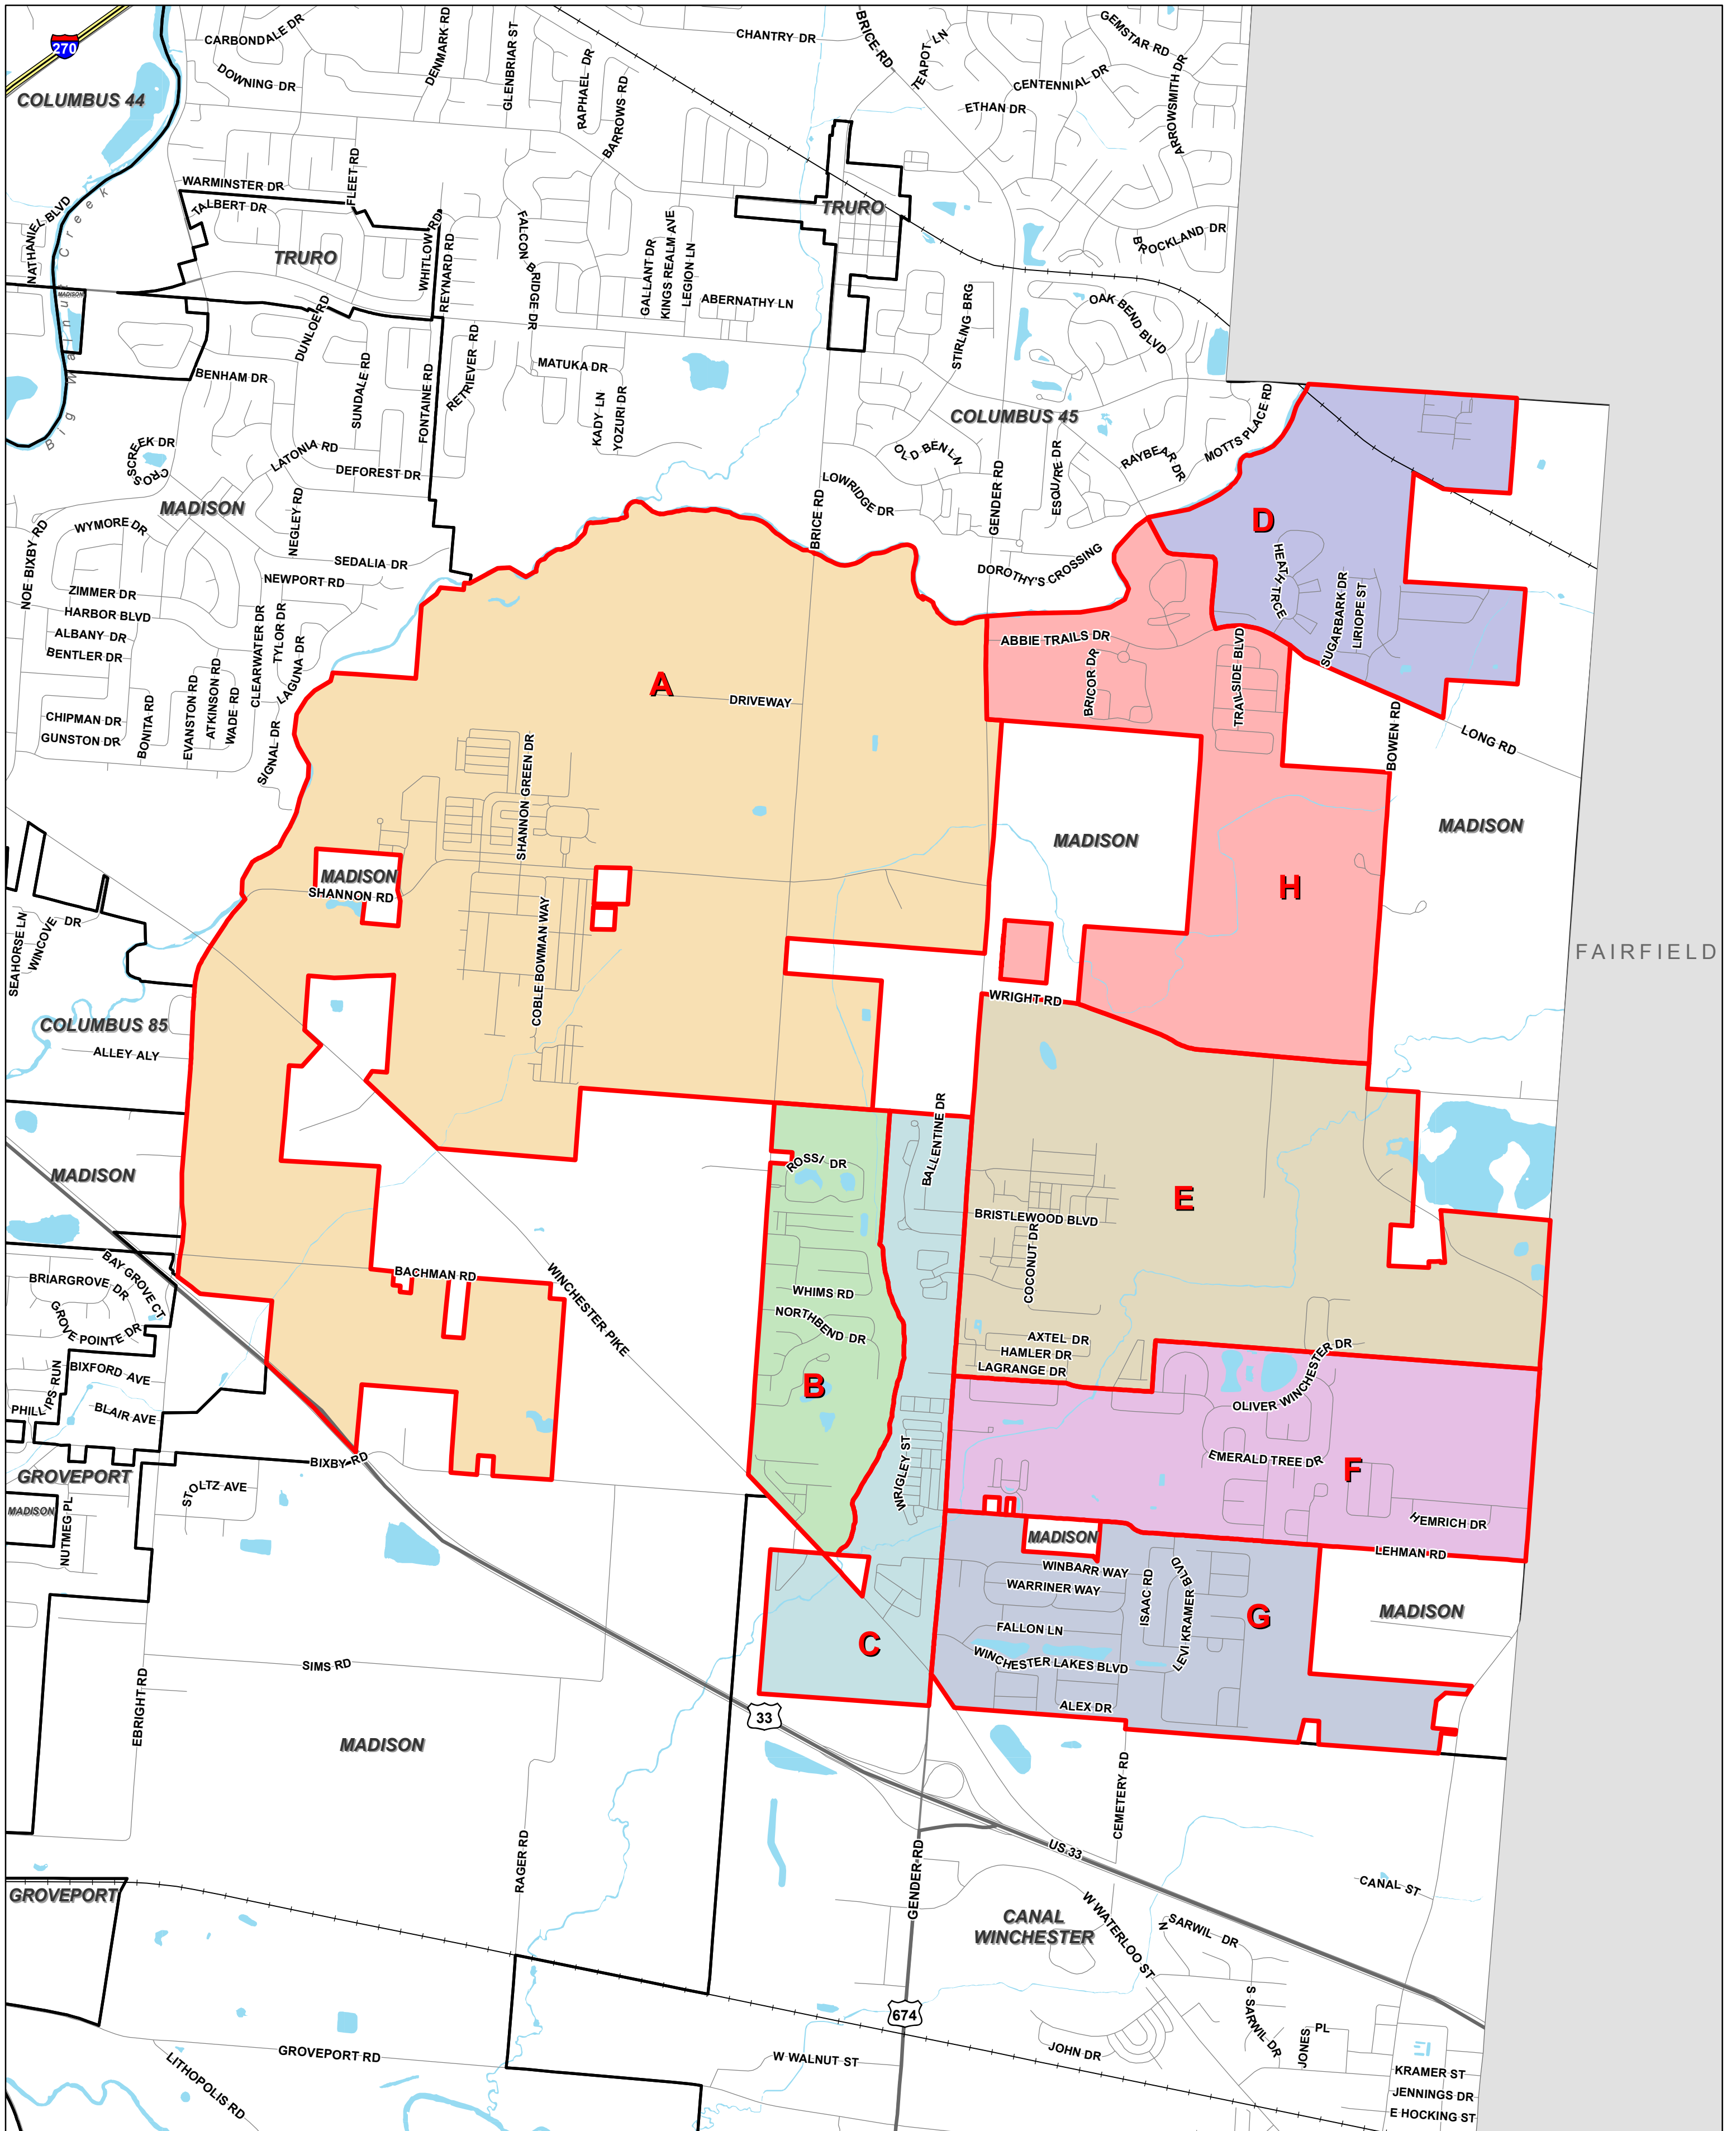 270
COLUMBUS 44
CARBONDALE DR
DOWNING DR
DENMARK RD
GLENBRIAR ST
RAPHAEL DR
BARROWS RD
CHANTRY DR
BRICE RD
TEAPOT LN
GEMSTAR RD
CENTENNIAL DR
ETHAN DR
ARROWSMITH DR
WARMINSTER DR
TALBERT DR
FLEET RD
NATHANIEL BLVD
Big Walnut Creek
MADISON
TRURO
WHITLOW RD
REYNARD RD
FALCON BRIDGE DR
GALLANT DR
KINGS REALM AVE
LEGION LN
ABERNATHY LN
TRURO
BROCKLAND DR
OAK BEND BLVD
STIRLING BRG
DUNLOE RD
BENHAM DR
SUNDALE RD
FONTAINE RD
RETRIEVER RD
MATUKA DR
KADY LN
YOZURI DR
COLUMBUS 45
MOTTS PLACE RD
RAYBEAR DR
OLD BEN LN
LOWRIDGE DR
GENDER RD
ESQUIRE DR
DOROTHY'S CROSSING
BRICE RD
CROSSCREEK DR
LATONIA RD
DEFOREST DR
MADISON
NEGLEY RD
WYMORE DR
SEDALIA DR
NEWPORT RD
NOE BIXBY RD
ZIMMER DR
HARBOR BLVD
ALBANY DR
BENTLER DR
CLEARWATER DR
TYLOR DR
LAGUNA DR
CHIPMAN DR
GUNSTON DR
BONITA RD
EVANSTON RD
ATKINSON RD
WADE RD
SIGNAL DR
D
HEATH TRCE
SUGARBARK DR
LIRIOPE ST
ABBIE TRAILS DR
BRICOR DR
TRAILSIDE BLVD
BOWEN RD
LONG RD
A
DRIVEWAY
SHANNON GREEN DR
MADISON
SHANNON RD
COBLE BOWMAN WAY
MADISON
MADISON
H
FAIRFIELD
WRIGHT RD
SEAHORSE LN
WINCOVE DR
COLUMBUS 85
ALLEY ALY
MADISON
BALLENTINE DR
ROSSI DR
E
BRISTLEWOOD BLVD
COCONUT DR
BAY GROVE CT
BRIARGROVE DR
GROVE POINTE DR
BACHMAN RD
WINCHESTER PIKE
WHIMS RD
NORTHBEND DR
AXTEL DR
HAMLER DR
LAGRANGE DR
OLIVER WINCHESTER DR
BIXFORD AVE
PHILLIPS RUN
BLAIR AVE
B
WRIGLEY ST
EMERALD TREE DR
F
HEMRICH DR
LEHMAN RD
BIXBY RD
GROVEPORT
STOLTZ AVE
MADISON
NUTMEG PL
MADISON
WINBARR WAY
WARRINER WAY
ISAAC RD
LEVI KRAMER BLVD
G
MADISON
FALLON LN
WINCHESTER LAKES BLVD
ALEX DR
C
SIMS RD
EBRIGHT RD
MADISON
33
CEMETERY RD
RAGER RD
GENDER RD
US 33
GROVEPORT
CANAL ST
CANAL
WINCHESTER
W WATERLOO ST
N SARWIL DR
S SARWIL DR
JONES PL
674
JOHN DR
W WALNUT ST
GROVEPORT RD
LITHOPOLIS RD
KRAMER ST
JENNINGS DR
E HOCKING ST